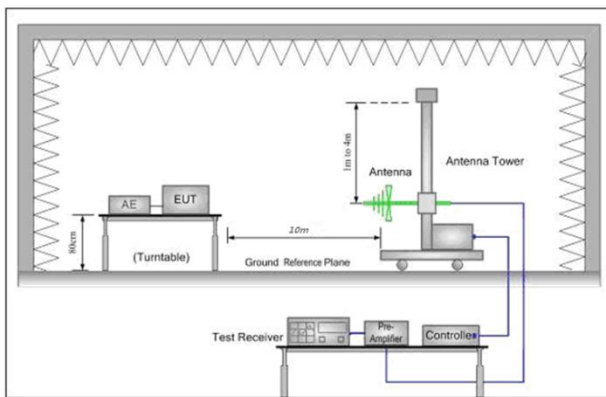 1m to 4m
Antenna
Antenna Tower
AE
EUT
80cm
(Turntable)
10m
Ground Reference Plane
Test Receiver
Pre-
Amplifier
Controller